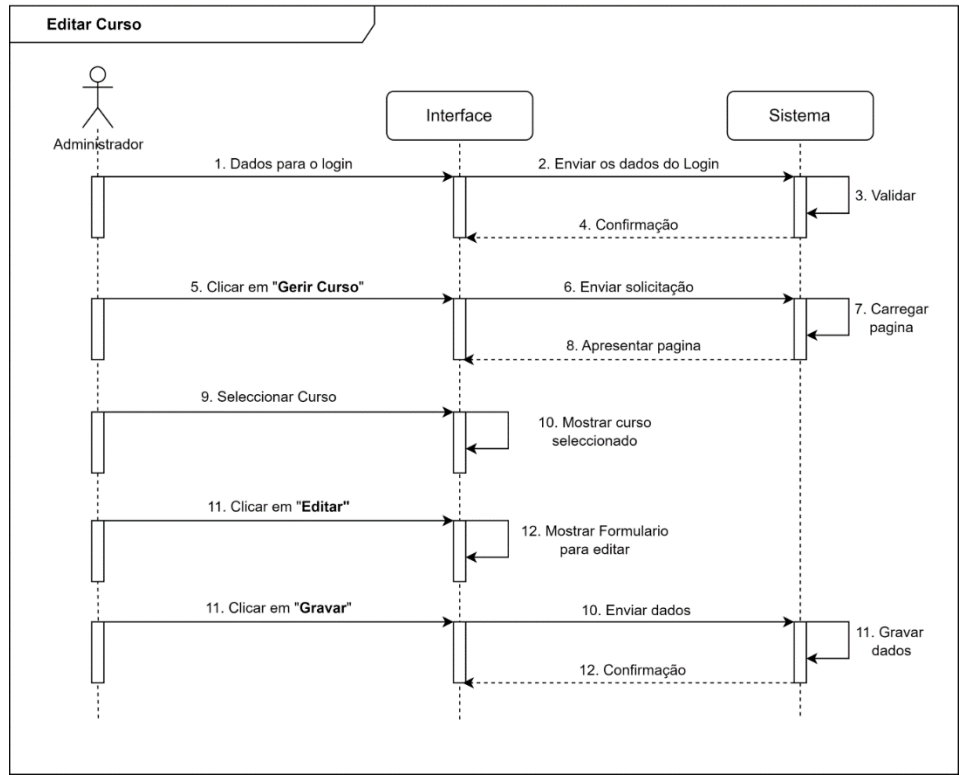 Editar Curso
Administrador
Interface
Sistema
1. Dados para o login
2. Enviar os dados do Login
3. Validar
4. Confirmação
5. Clicar em "Gerir Curso"
6. Enviar solicitação
7. Carregar
pagina
8. Apresentar pagina
9. Seleccionar Curso
10. Mostrar curso
seleccionado
11. Clicar em "Editar"
12. Mostrar Formulario
para editar
11. Clicar em "Gravar"
10. Enviar dados
11. Gravar
dados
12. Confirmação